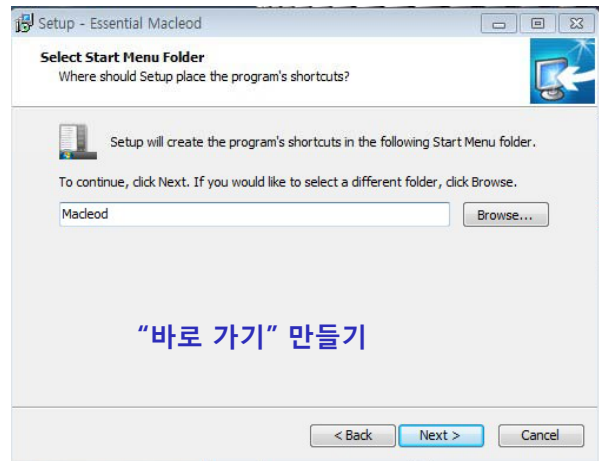 Setup - Essential Macleod
Select Start Menu Folder
Where should Setup place the program's shortcuts?
Setup will create the program's shortcuts in the following Start Menu folder.
To continue, click Next. If you would like to select a different folder, click Browse.
Macleod
Browse...
“바로 가기” 만들기
< Back
Next >
Cancel